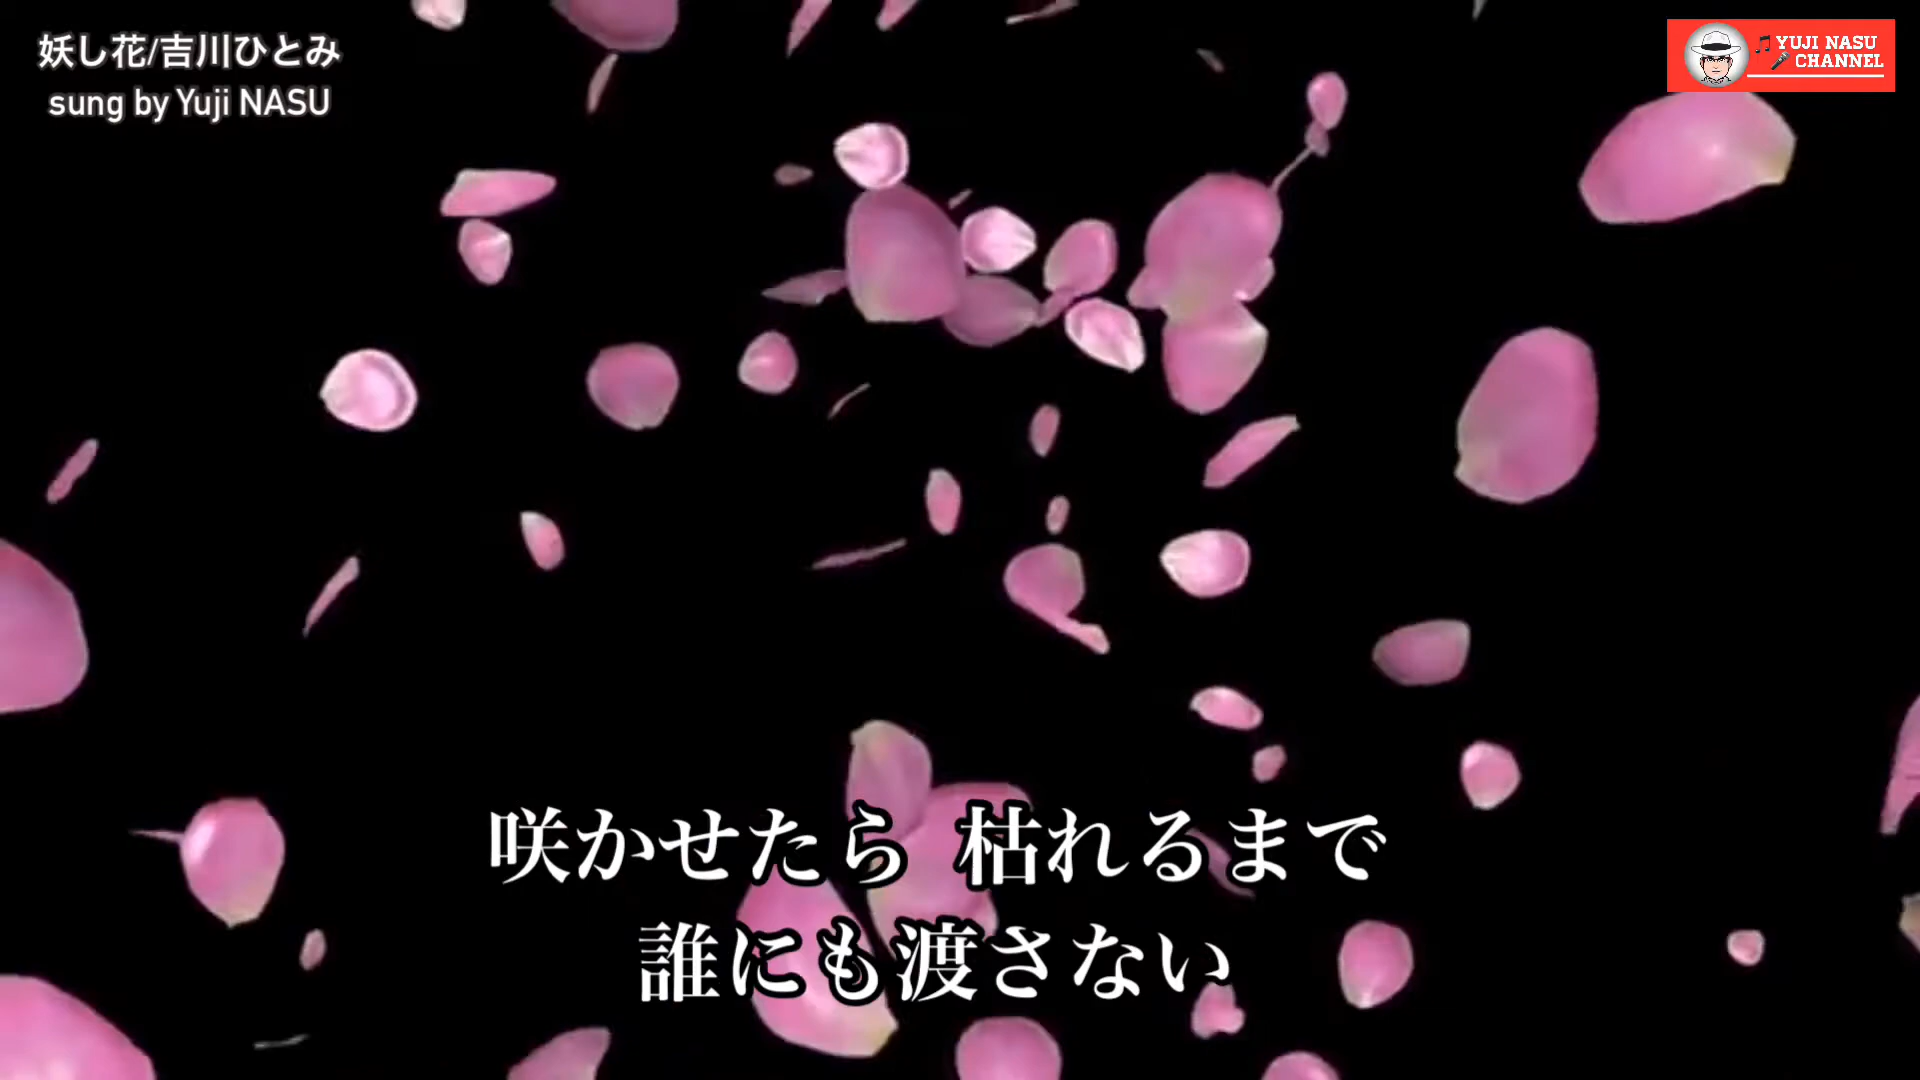 妖し花/吉川ひとみ
sung by Yuji NASU
YUJI NASU
CHANNEL
咲かせたら 枯れるまで
誰にも渡さない